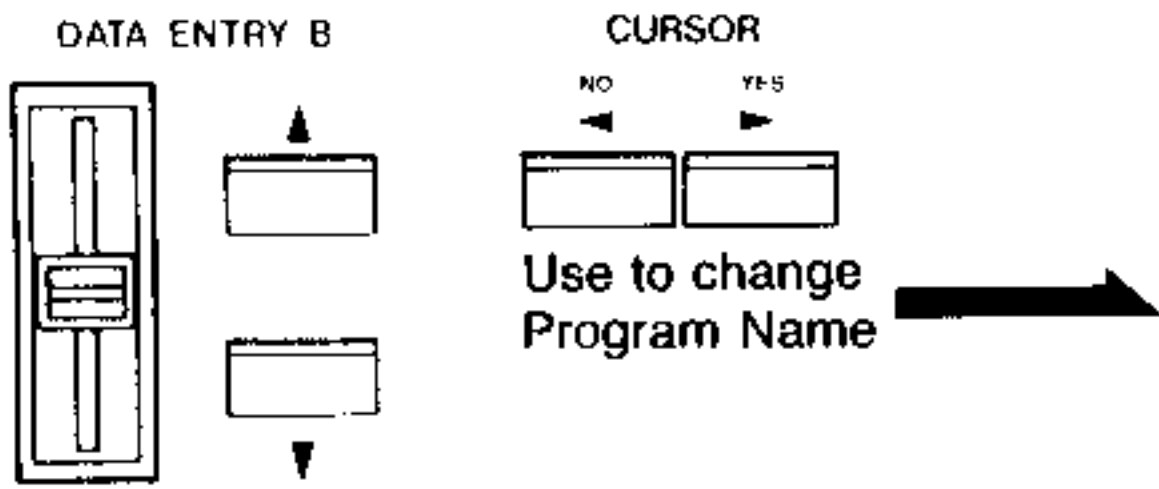 DATA ENTRY B
CURSOR
NO YES
Use to change
Program Name